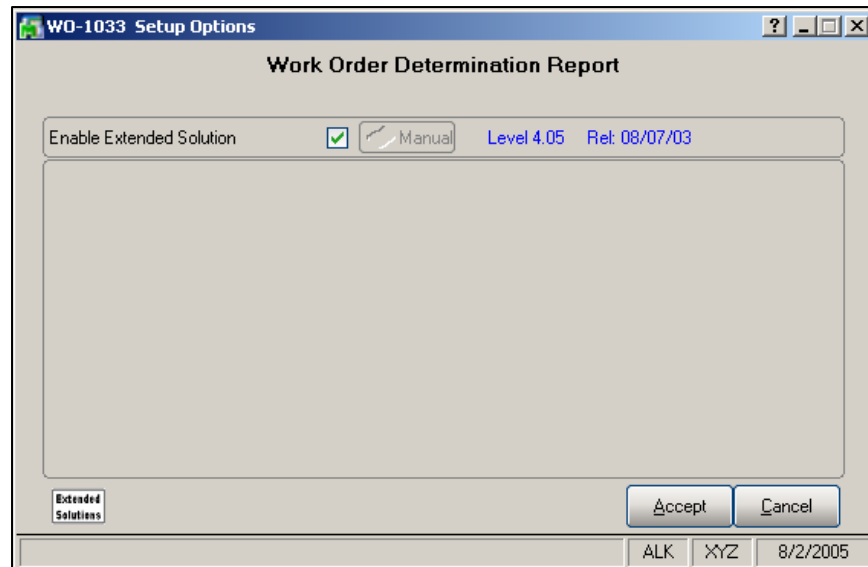 WO-1033 Setup Options
Work Order Determination Report
Enable Extended Solution Manual Level 4.05 Rel: 08/07/03
Extended
Solutions
Accept Cancel
ALK XYZ 8/2/2005